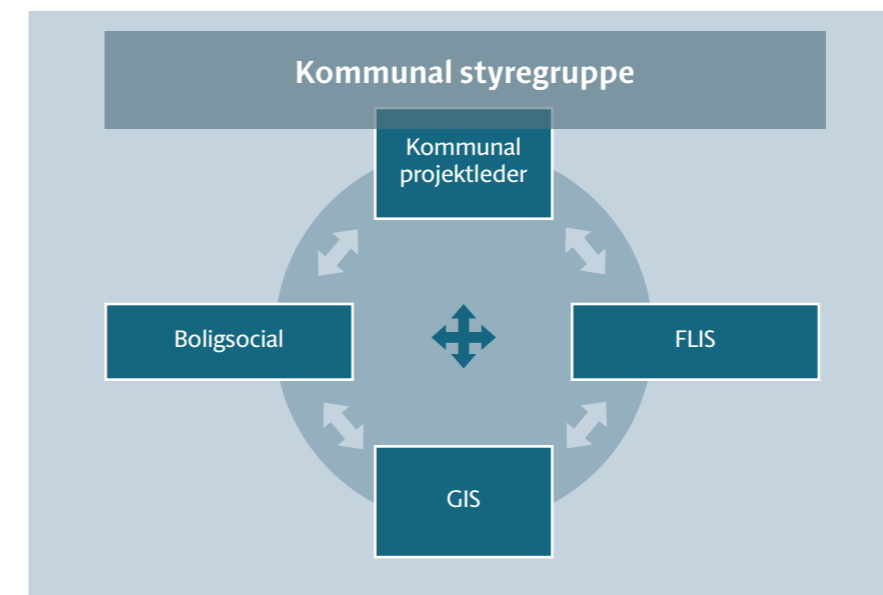 Kommunal styregruppe
Kommunal
projektleder
Boligsocial
FLIS
GIS